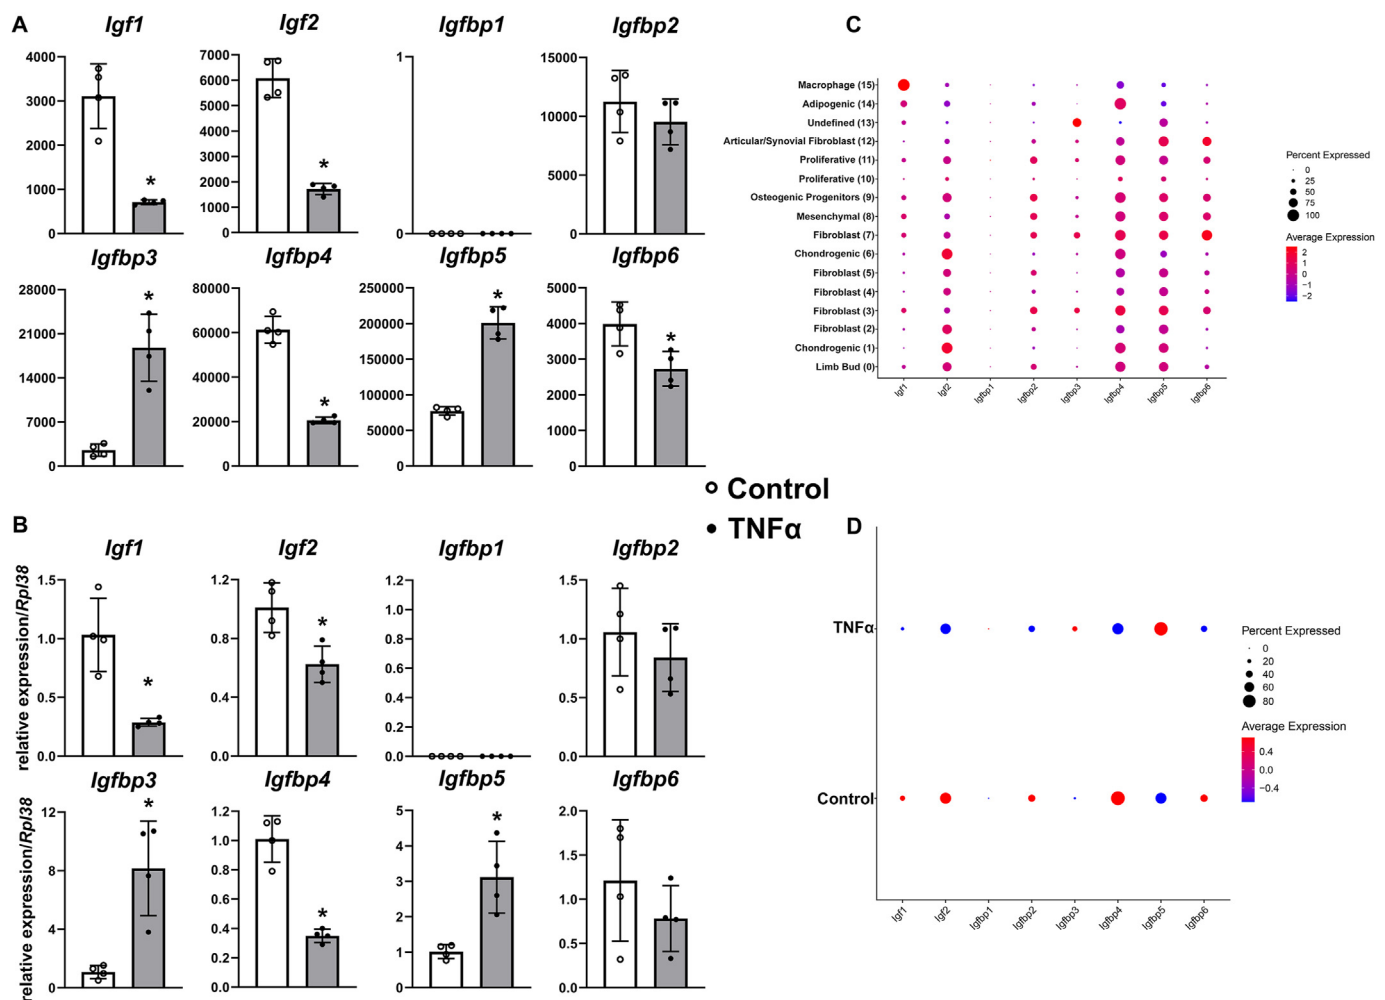 A
Igf1
Igf2
Igfbp1
Igfbp2
4000
3000
2000
1000
0
7000
6000
5000
4000
3000
2000
1000
0
1
0
15000
10000
5000
0
*
*
Igfbp3
Igfbp4
Igfbp5
Igfbp6
28000
21000
14000
7000
0
80000
60000
40000
20000
0
250000
200000
150000
100000
50000
0
6000
5000
4000
3000
2000
1000
0
*
*
*
*
Control
TNFα
B
Igf1
Igf2
Igfbp1
Igfbp2
relative expression/Rpl38
1.5
1.0
0.5
0.0
1.2
0.8
0.4
0.0
1.2
1.0
0.8
0.6
0.4
0.2
0.0
1.5
1.0
0.5
0.0
*
*
Igfbp3
Igfbp4
Igfbp5
Igfbp6
relative expression/Rpl38
12
8
4
0
1.2
1.0
0.8
0.6
0.4
0.2
0.0
5
4
3
2
1
0
2.0
1.5
1.0
0.5
0.0
*
*
*
C
Macrophage (15)
Adipogenic (14)
Undefined (13)
Articular/Synovial Fibroblast (12)
Proliferative (11)
Proliferative (10)
Osteogenic Progenitors (9)
Mesenchymal (8)
Fibroblast (7)
Chondrogenic (6)
Fibroblast (5)
Fibroblast (4)
Fibroblast (3)
Fibroblast (2)
Chondrogenic (1)
Limb Bud (0)
Igf1
Igf2
Igfbp1
Igfbp2
Igfbp3
Igfbp4
Igfbp5
Igfbp6
Percent Expressed
0
25
50
75
100
Average Expression
2
1
0
−1
−2
D
TNFα
Control
Igf1
Igf2
Igfbp1
Igfbp2
Igfbp3
Igfbp4
Igfbp5
Igfbp6
Percent Expressed
0
20
40
60
80
Average Expression
0.4
0.0
−0.4